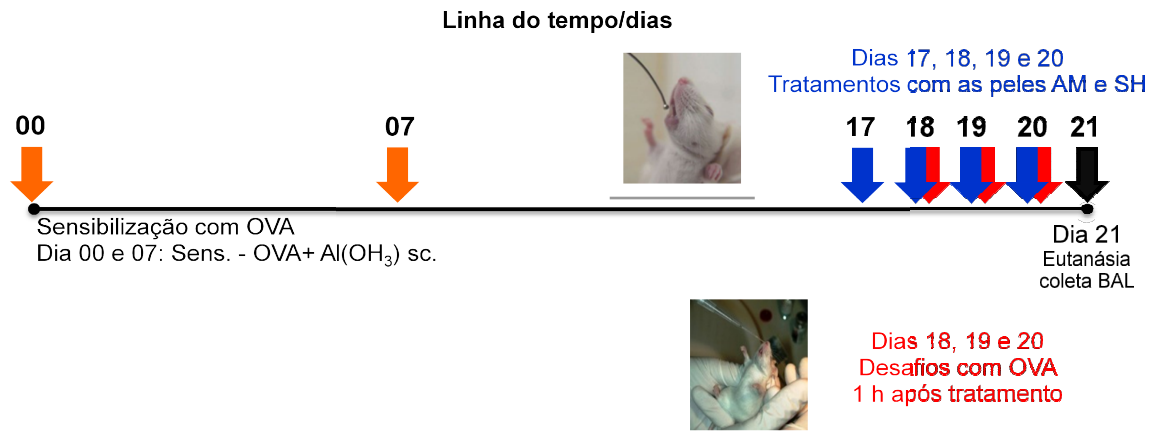 Linha do tempo/dias
Dias 17, 18, 19 e 20
Tratamentos com as peles AM e SH
00 07 17 18 19 20 21
Sensibilização com OVA
Dia 00 e 07: Sens. - OVA+ Al(OH₃) sc.
Dia 21
Eutanásia
coleta BAL
Dias 18, 19 e 20
Desafios com OVA
1 h após tratamento